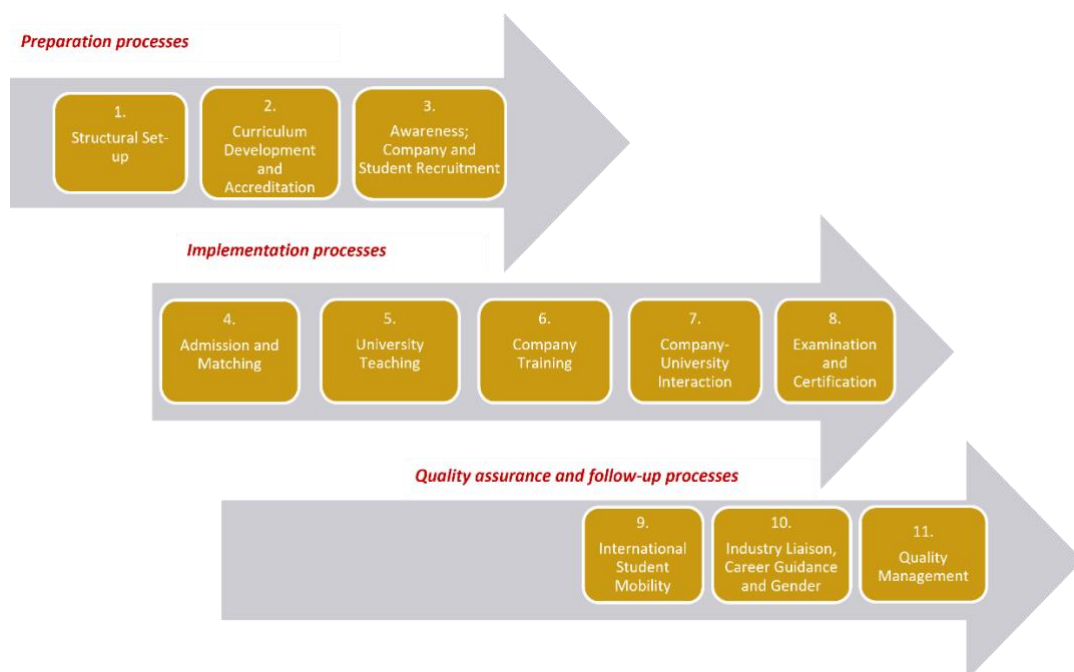 Preparation processes
1.
Structural Set-
up
2.
Curriculum
Development
and
Accreditation
3.
Awareness;
Company and
Student Recruitment
Implementation processes
4.
Admission and
Matching
5.
University
Teaching
6.
Company
Training
7.
Company-
University
Interaction
8.
Examination
and
Certification
Quality assurance and follow-up processes
9.
International
Student
Mobility
10.
Industry Liaison,
Career Guidance
and Gender
11.
Quality
Management